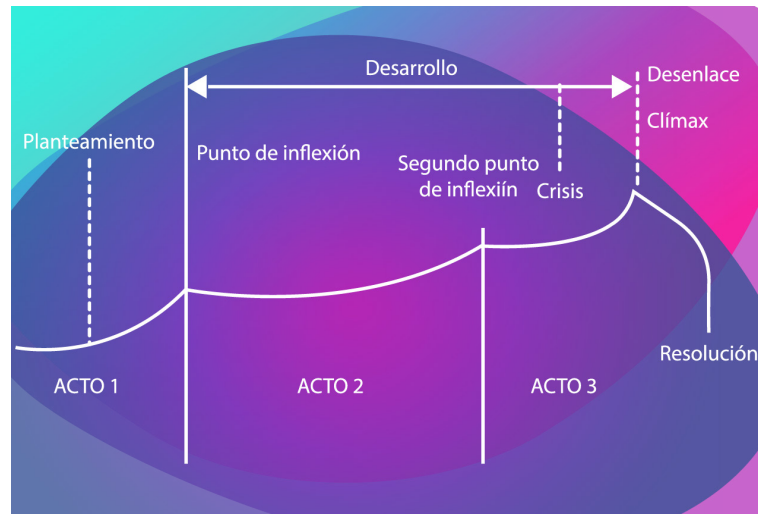 Desarrollo
Desenlace
Clímax
Planteamiento
Punto de inflexión
Segundo punto
de inflexiín
Crisis
Resolución
ACTO 1
ACTO 2
ACTO 3